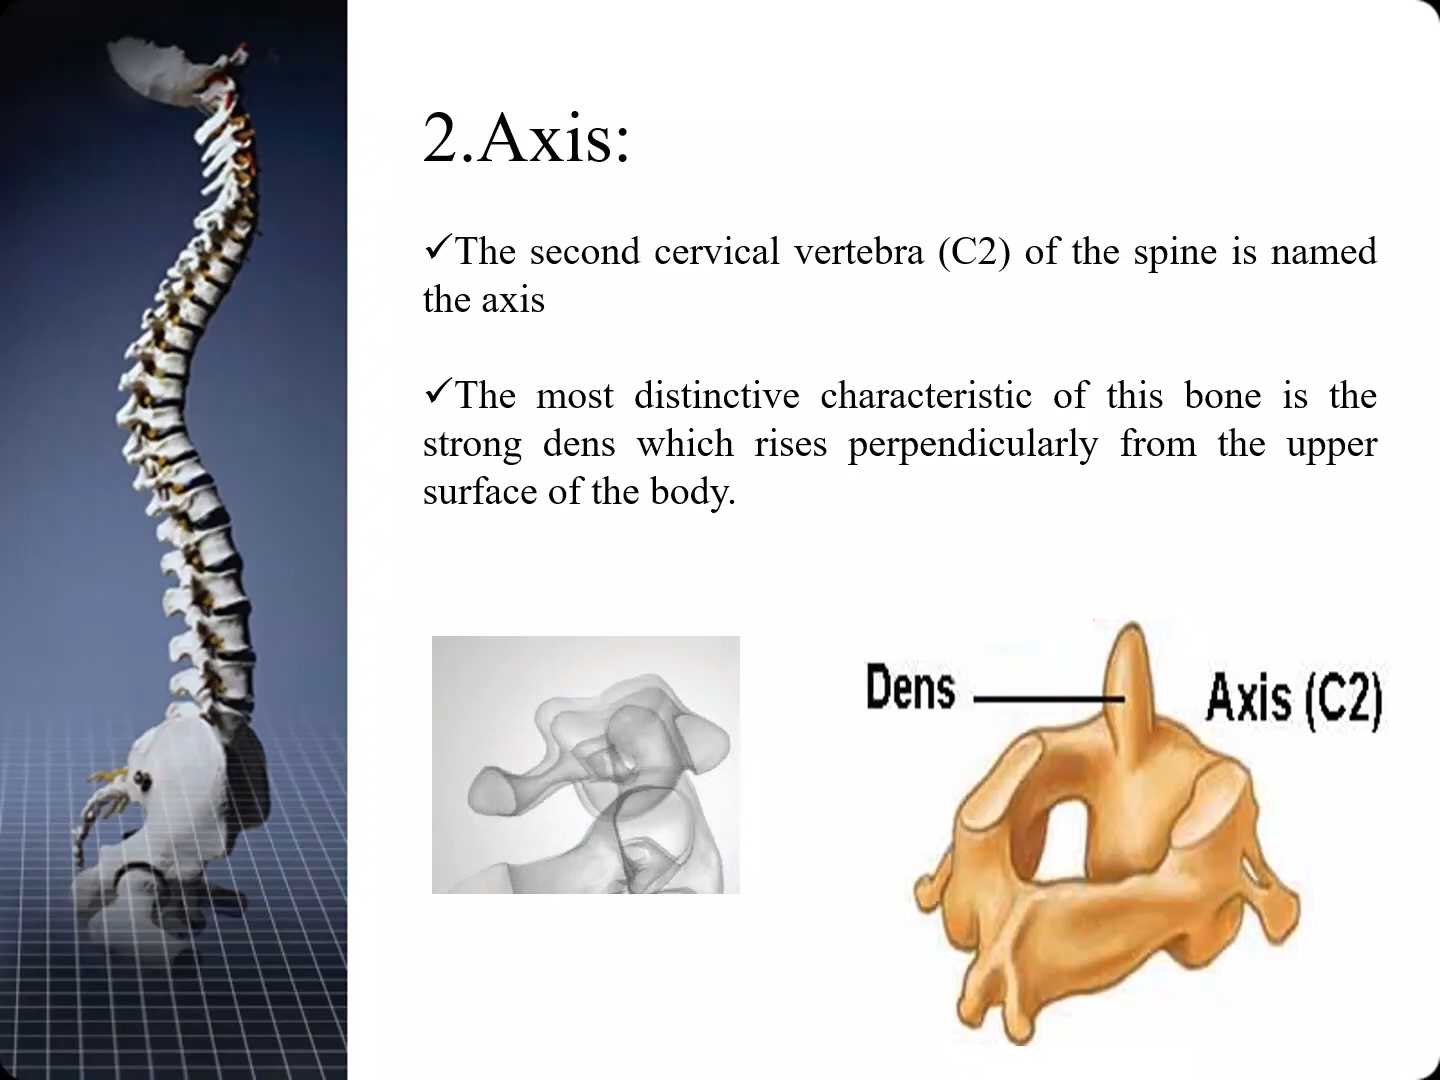 2.Axis:
✓The second cervical vertebra (C2) of the spine is named
the axis
✓The most distinctive characteristic of this bone is the
strong dens which rises perpendicularly from the upper
surface of the body.
Dens
Axis (C2)